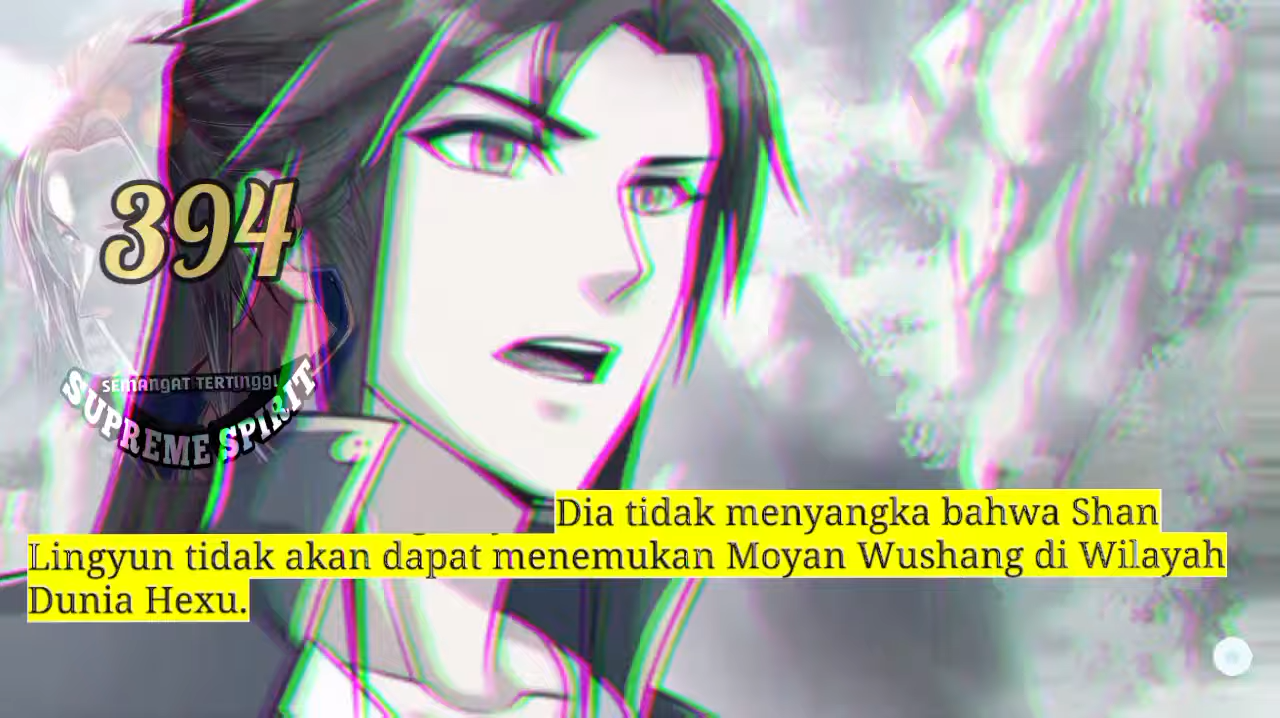 394
SEMANGAT TERTINGGI
SUPREME SPIRIT
Dia tidak menyangka bahwa Shan
Lingyun tidak akan dapat menemukan Moyan Wushang di Wilayah
Dunia Hexu.